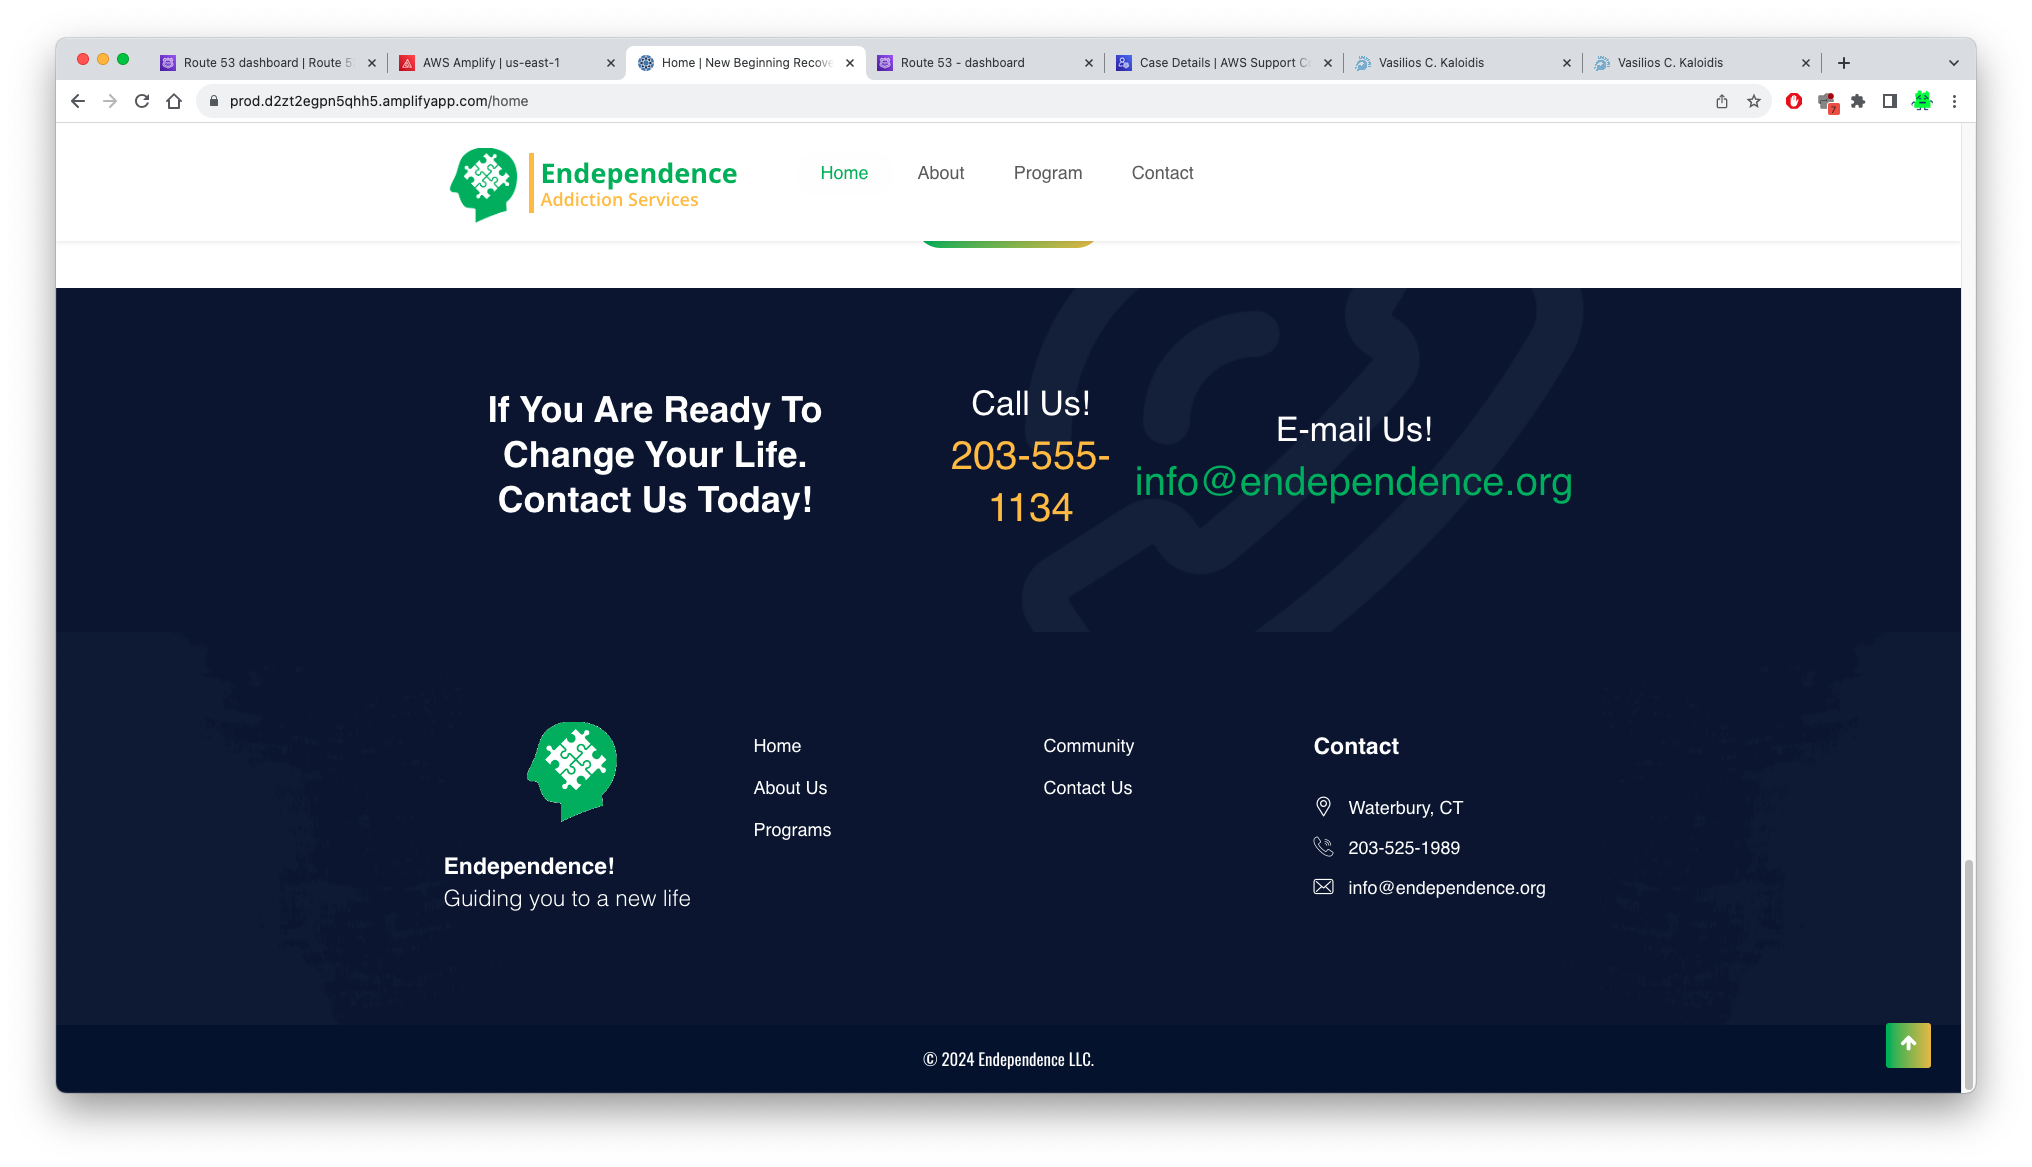 Route 53 dashboard | Route 5
AWS Amplify | us-east-1
Home | New Beginning Recove
Route 53 - dashboard
Case Details | AWS Support C
Vasilios C. Kaloidis
Vasilios C. Kaloidis
prod.d2zt2egpn5qhh5.amplifyapp.com/home
7
Endependence
Addiction Services
Home
About
Program
Contact
If You Are Ready To
Change Your Life.
Contact Us Today!
Call Us!
203-555-
1134
E-mail Us!
info@endependence.org
Endependence!
Guiding you to a new life
Home
About Us
Programs
Community
Contact Us
Contact
Waterbury, CT
203-525-1989
info@endependence.org
© 2024 Endependence LLC.